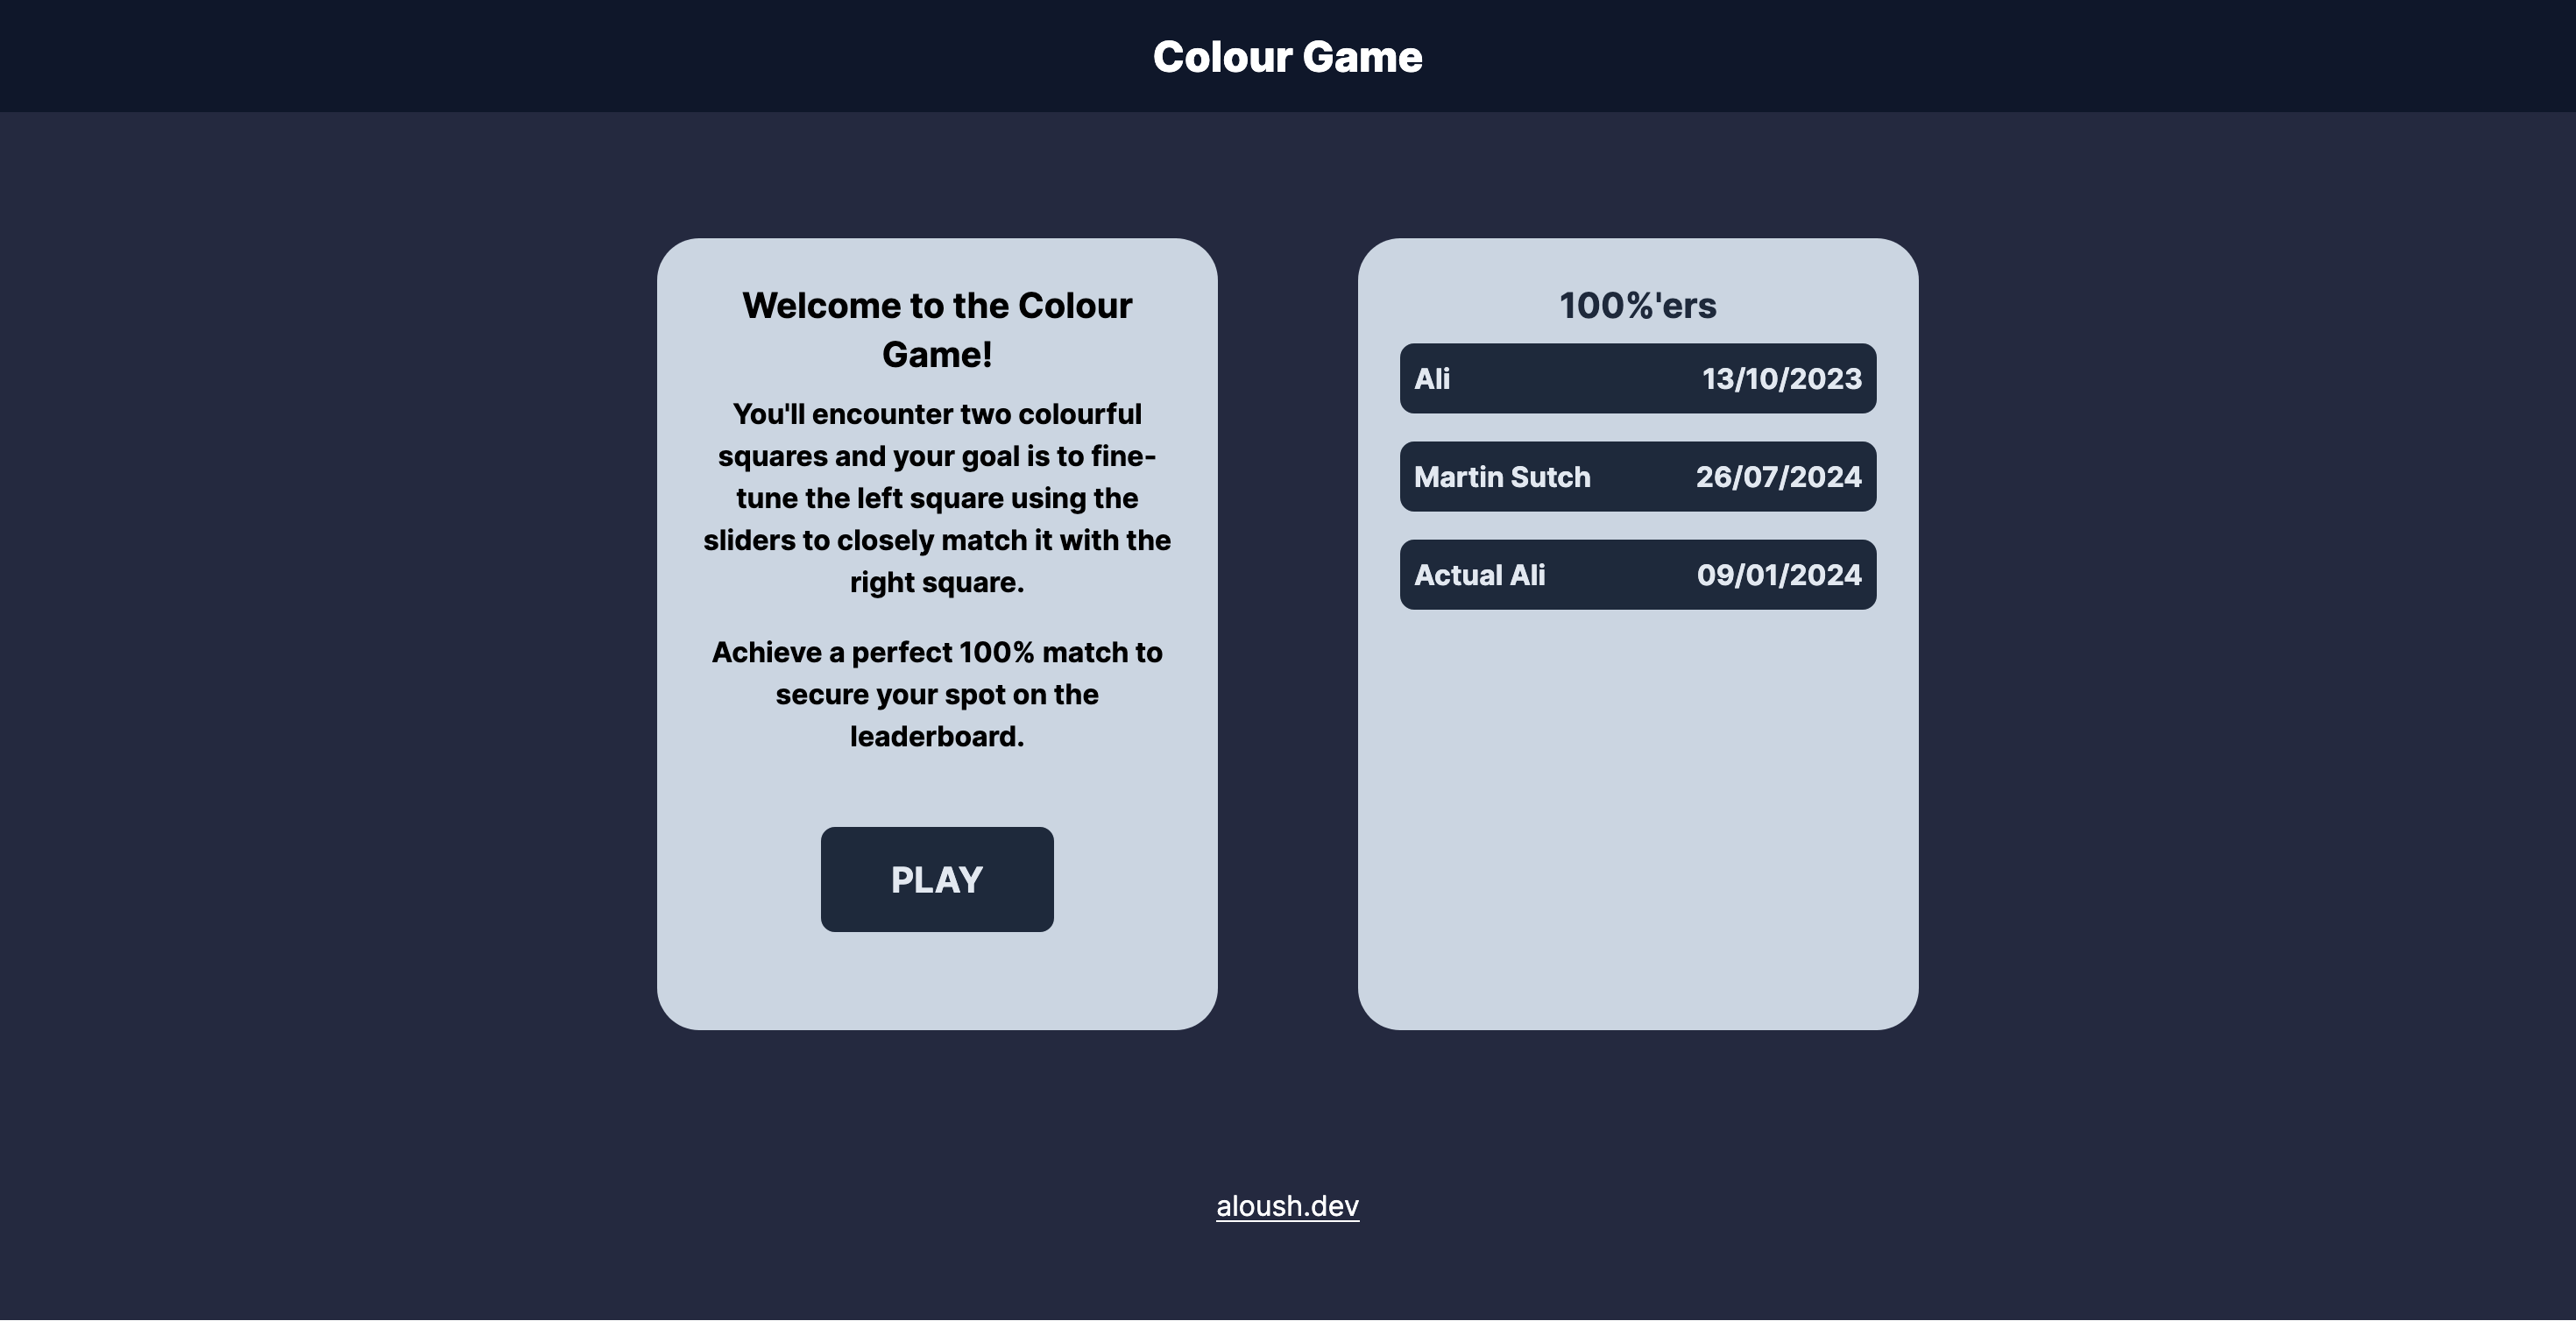 Colour Game
Welcome to the Colour
Game!
You'll encounter two colourful
squares and your goal is to fine-
tune the left square using the
sliders to closely match it with the
right square.
Achieve a perfect 100% match to
secure your spot on the
leaderboard.
PLAY
100%'ers
Ali 13/10/2023
Martin Sutch 26/07/2024
Actual Ali 09/01/2024
aloush.dev